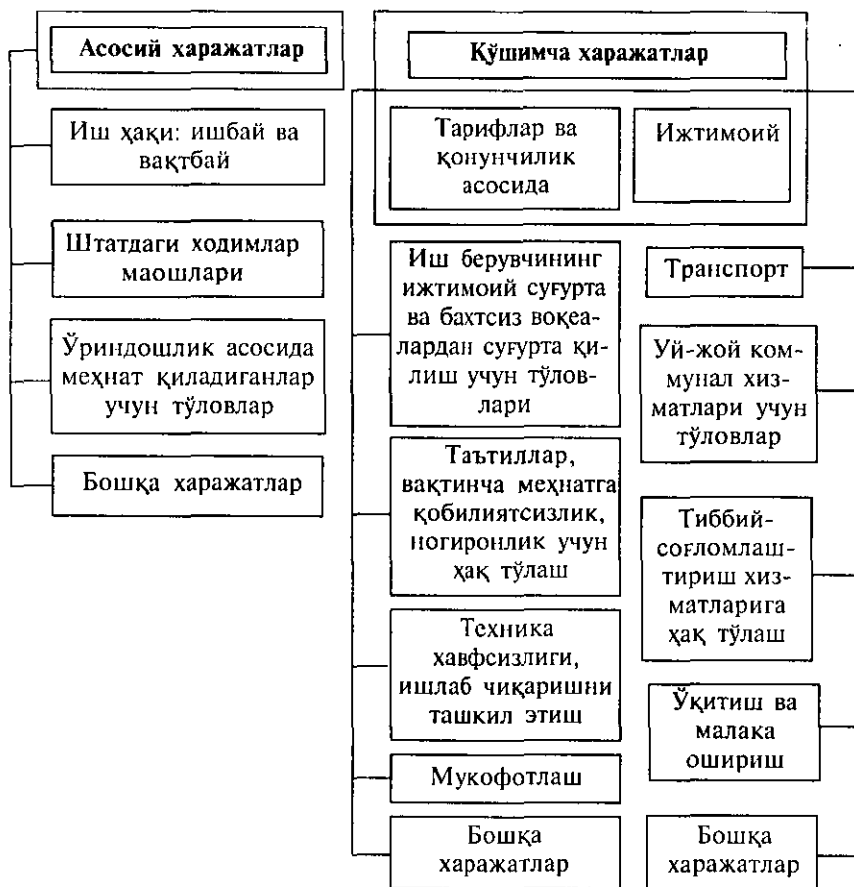 Асосий харажатлар
Иш ҳақи: ишбай ва
вақтбай
Штатдаги ходимлар
маошлари
Ўриндошлик асосида
меҳнат қиладиганлар
учун тўловлар
Бошқа харажатлар
Қўшимча харажатлар
Тарифлар ва
қонунчилик
асосида
Иш берувчининг
ижтимоий суғурта
ва бахтсиз воқеа-
лардан суғурта қи-
лиш учун тўлов-
лари
Таътиллар,
вақтинча меҳнатга
қобилиятсизлик,
ногиронлик учун
ҳақ тўлаш
Техника
хавфсизлиги,
ишлаб чиқаришни
ташкил этиш
Мукофотлаш
Бошқа
харажатлар
Ижтимоий
Транспорт
Уй-жой ком-
мунал хиз-
матлари учун
тўловлар
Тиббий-
соғломлаш-
тириш хиз-
матларига
ҳақ тўлаш
Ўқитиш ва
малака
ошириш
Бошқа
харажатлар